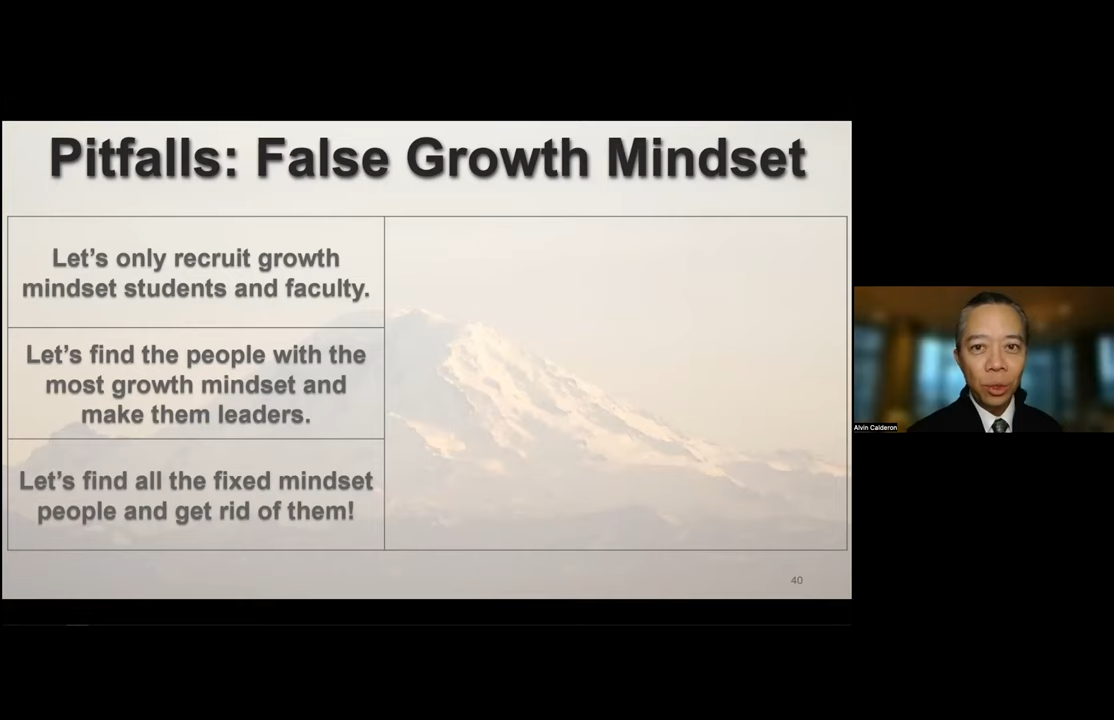 Pitfalls: False Growth Mindset
Let’s only recruit growth
mindset students and faculty.
Let’s find the people with the
most growth mindset and
make them leaders.
Let’s find all the fixed mindset
people and get rid of them!
40
Alvin Calderon